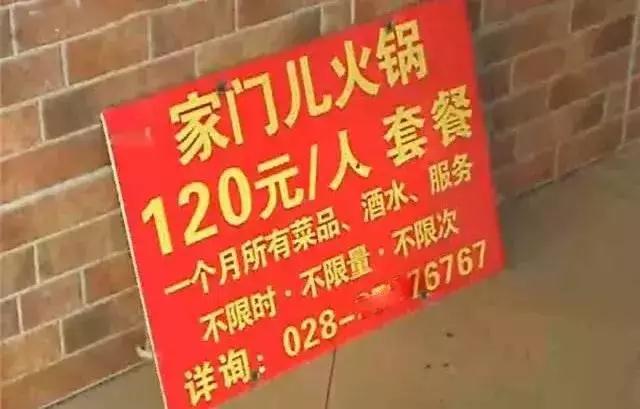 家门儿火锅
120元/人 套餐
一个月所有菜品、酒水、服务
不限时·不限量·不限次
详询：028-76767